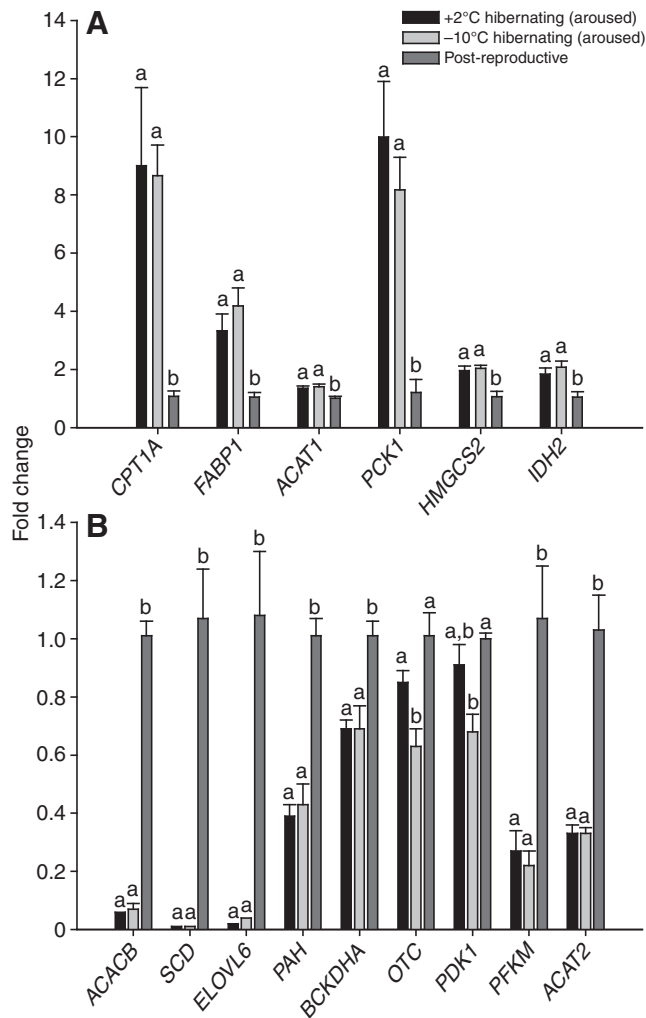 A
+2°C hibernating (aroused)
–10°C hibernating (aroused)
Post-reproductive
14
12
10
8
6
4
2
0
a
a
b
a
a
b
a
a
b
a
a
b
a
a
b
a
a
b
CPT1A
FABP1
ACAT1
PCK1
HMGCS2
IDH2
Fold change
B
1.4
1.2
1.0
0.8
0.6
0.4
0.2
0
a
a
b
a
a
b
a
a
b
a
a
b
a
a
b
a
b
a
a,b
b
a
a
a
b
a
a
b
ACACB
SCD
ELOVL6
PAH
BCKDHA
OTC
PDK1
PFKM
ACAT2